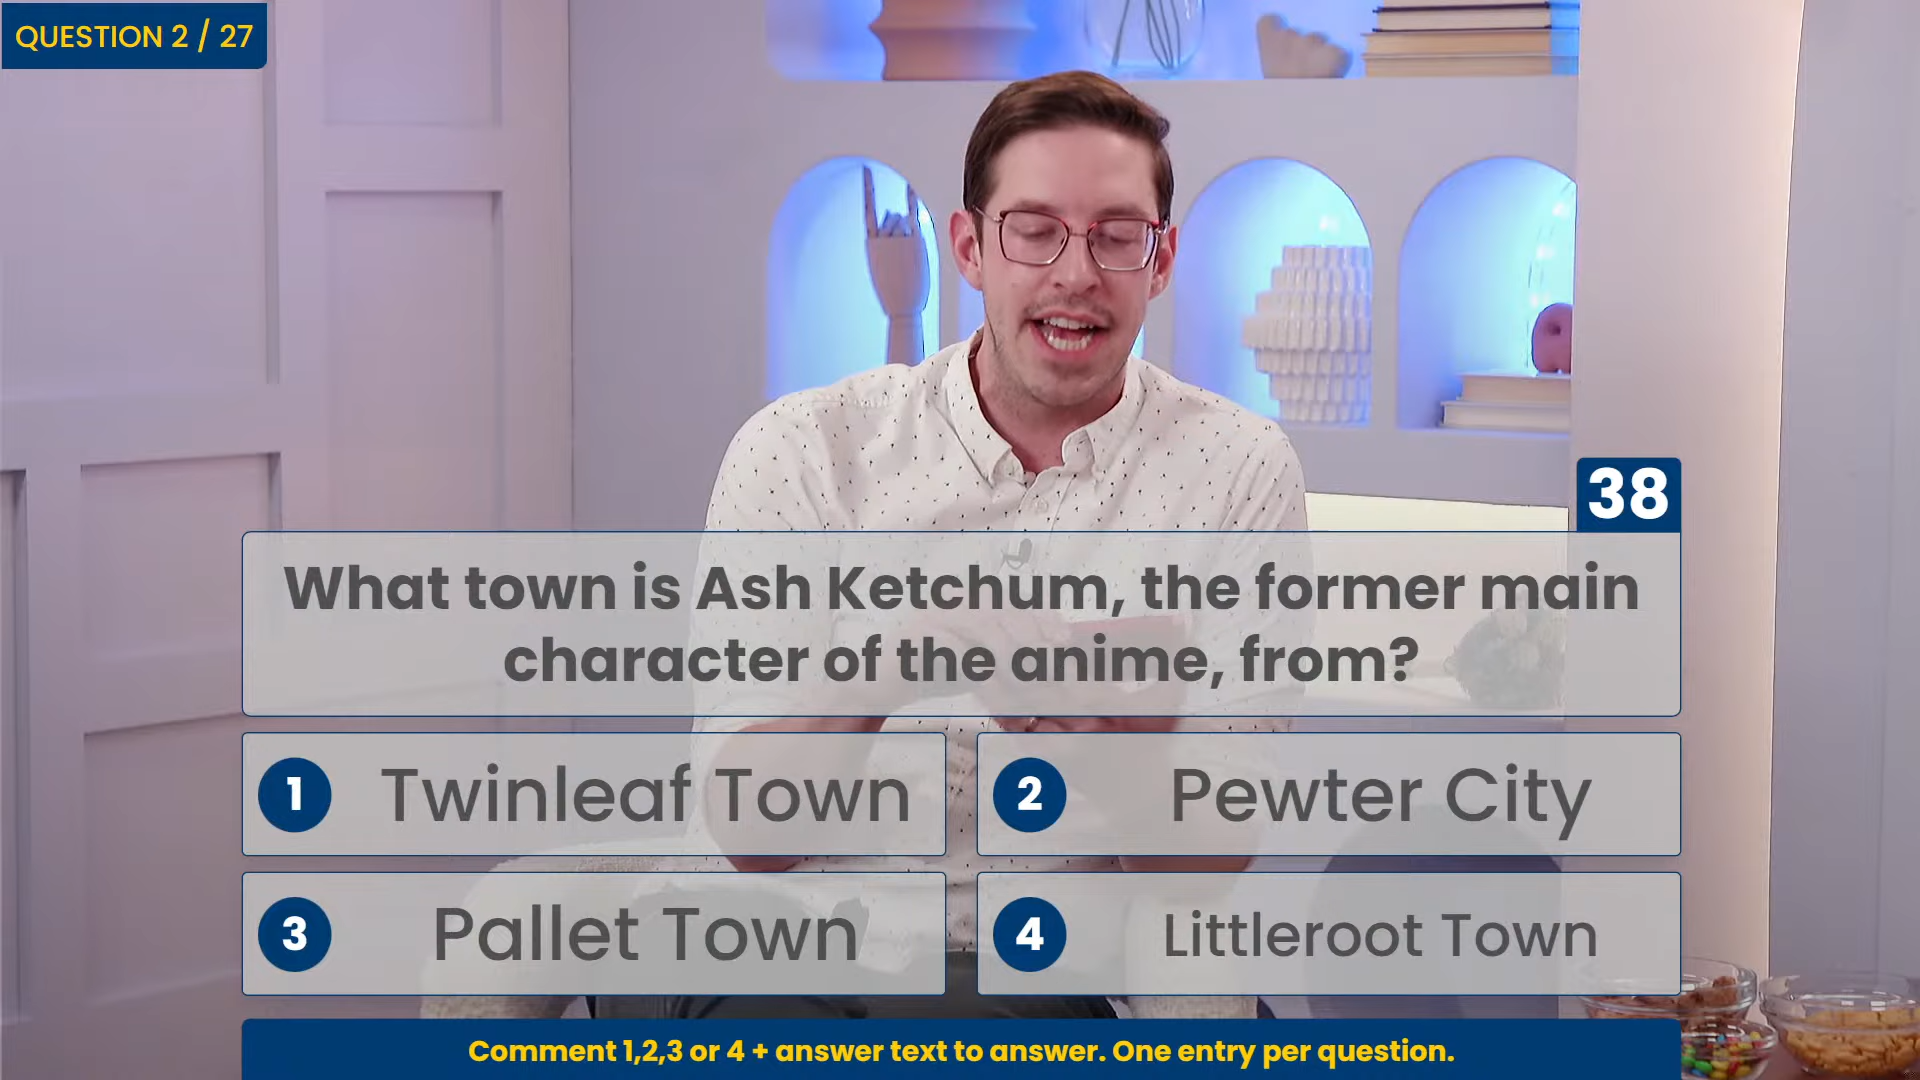 QUESTION 2 / 27
38
What town is Ash Ketchum, the former main
character of the anime, from?
1 Twinleaf Town
2 Pewter City
3 Pallet Town
4 Littleroot Town
Comment 1,2,3 or 4 + answer text to answer. One entry per question.